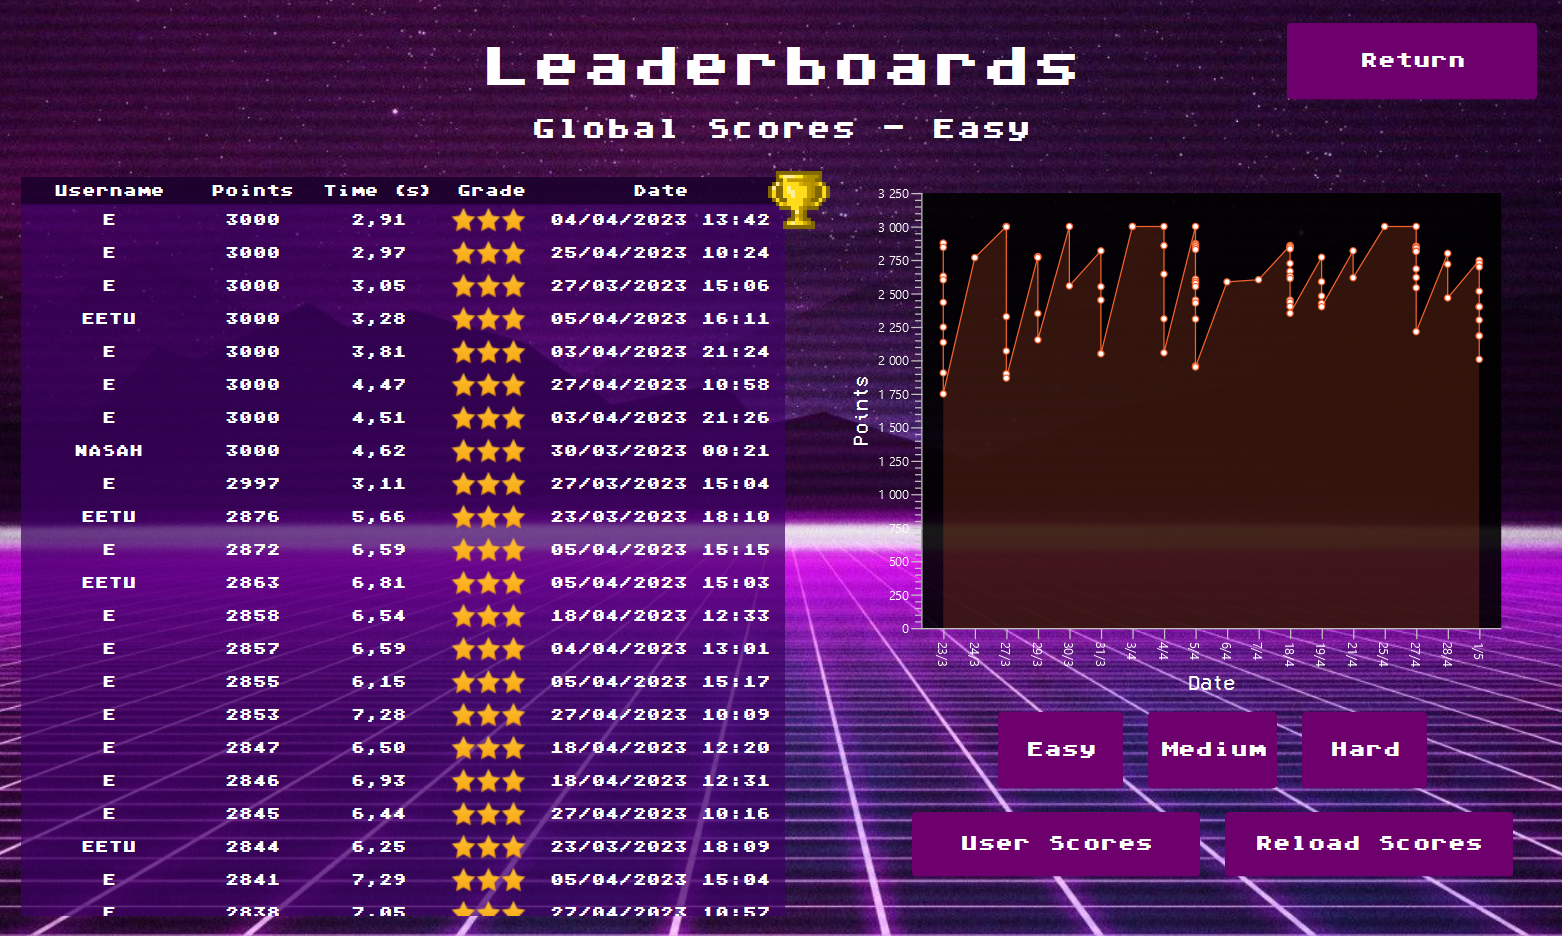 Leaderboards
Return
Global Scores - Easy
Username Points Time (s) Grade Date
E 3000 2,91 04/04/2023 13:42
E 3000 2,97 25/04/2023 10:24
E 3000 3,05 27/03/2023 15:06
EETU 3000 3,28 05/04/2023 16:11
E 3000 3,81 03/04/2023 21:24
E 3000 4,47 27/04/2023 10:58
E 3000 4,51 03/04/2023 21:26
NASAH 3000 4,62 30/03/2023 00:21
E 2997 3,11 27/03/2023 15:04
EETU 2876 5,66 23/03/2023 18:10
E 2872 6,59 05/04/2023 15:15
EETU 2863 6,81 05/04/2023 15:03
E 2858 6,54 18/04/2023 12:33
E 2857 6,59 04/04/2023 13:01
E 2855 6,15 05/04/2023 15:17
E 2853 7,28 27/04/2023 10:09
E 2847 6,50 18/04/2023 12:20
E 2846 6,93 18/04/2023 12:31
E 2845 6,44 27/04/2023 10:16
EETU 2844 6,25 23/03/2023 18:09
E 2841 7,29 05/04/2023 15:04
E 2838 7,05 27/04/2023 10:57
3 250
3 000
2 750
2 500
2 250
2 000
1 750
1 500
1 250
1 000
750
500
250
0
Points
23/3 24/3 27/3 29/3 30/3 31/3 3/4 4/4 5/4 6/4 7/4 18/4 19/4 21/4 25/4 27/4 28/4 1/5
Date
Easy Medium Hard
User Scores Reload Scores